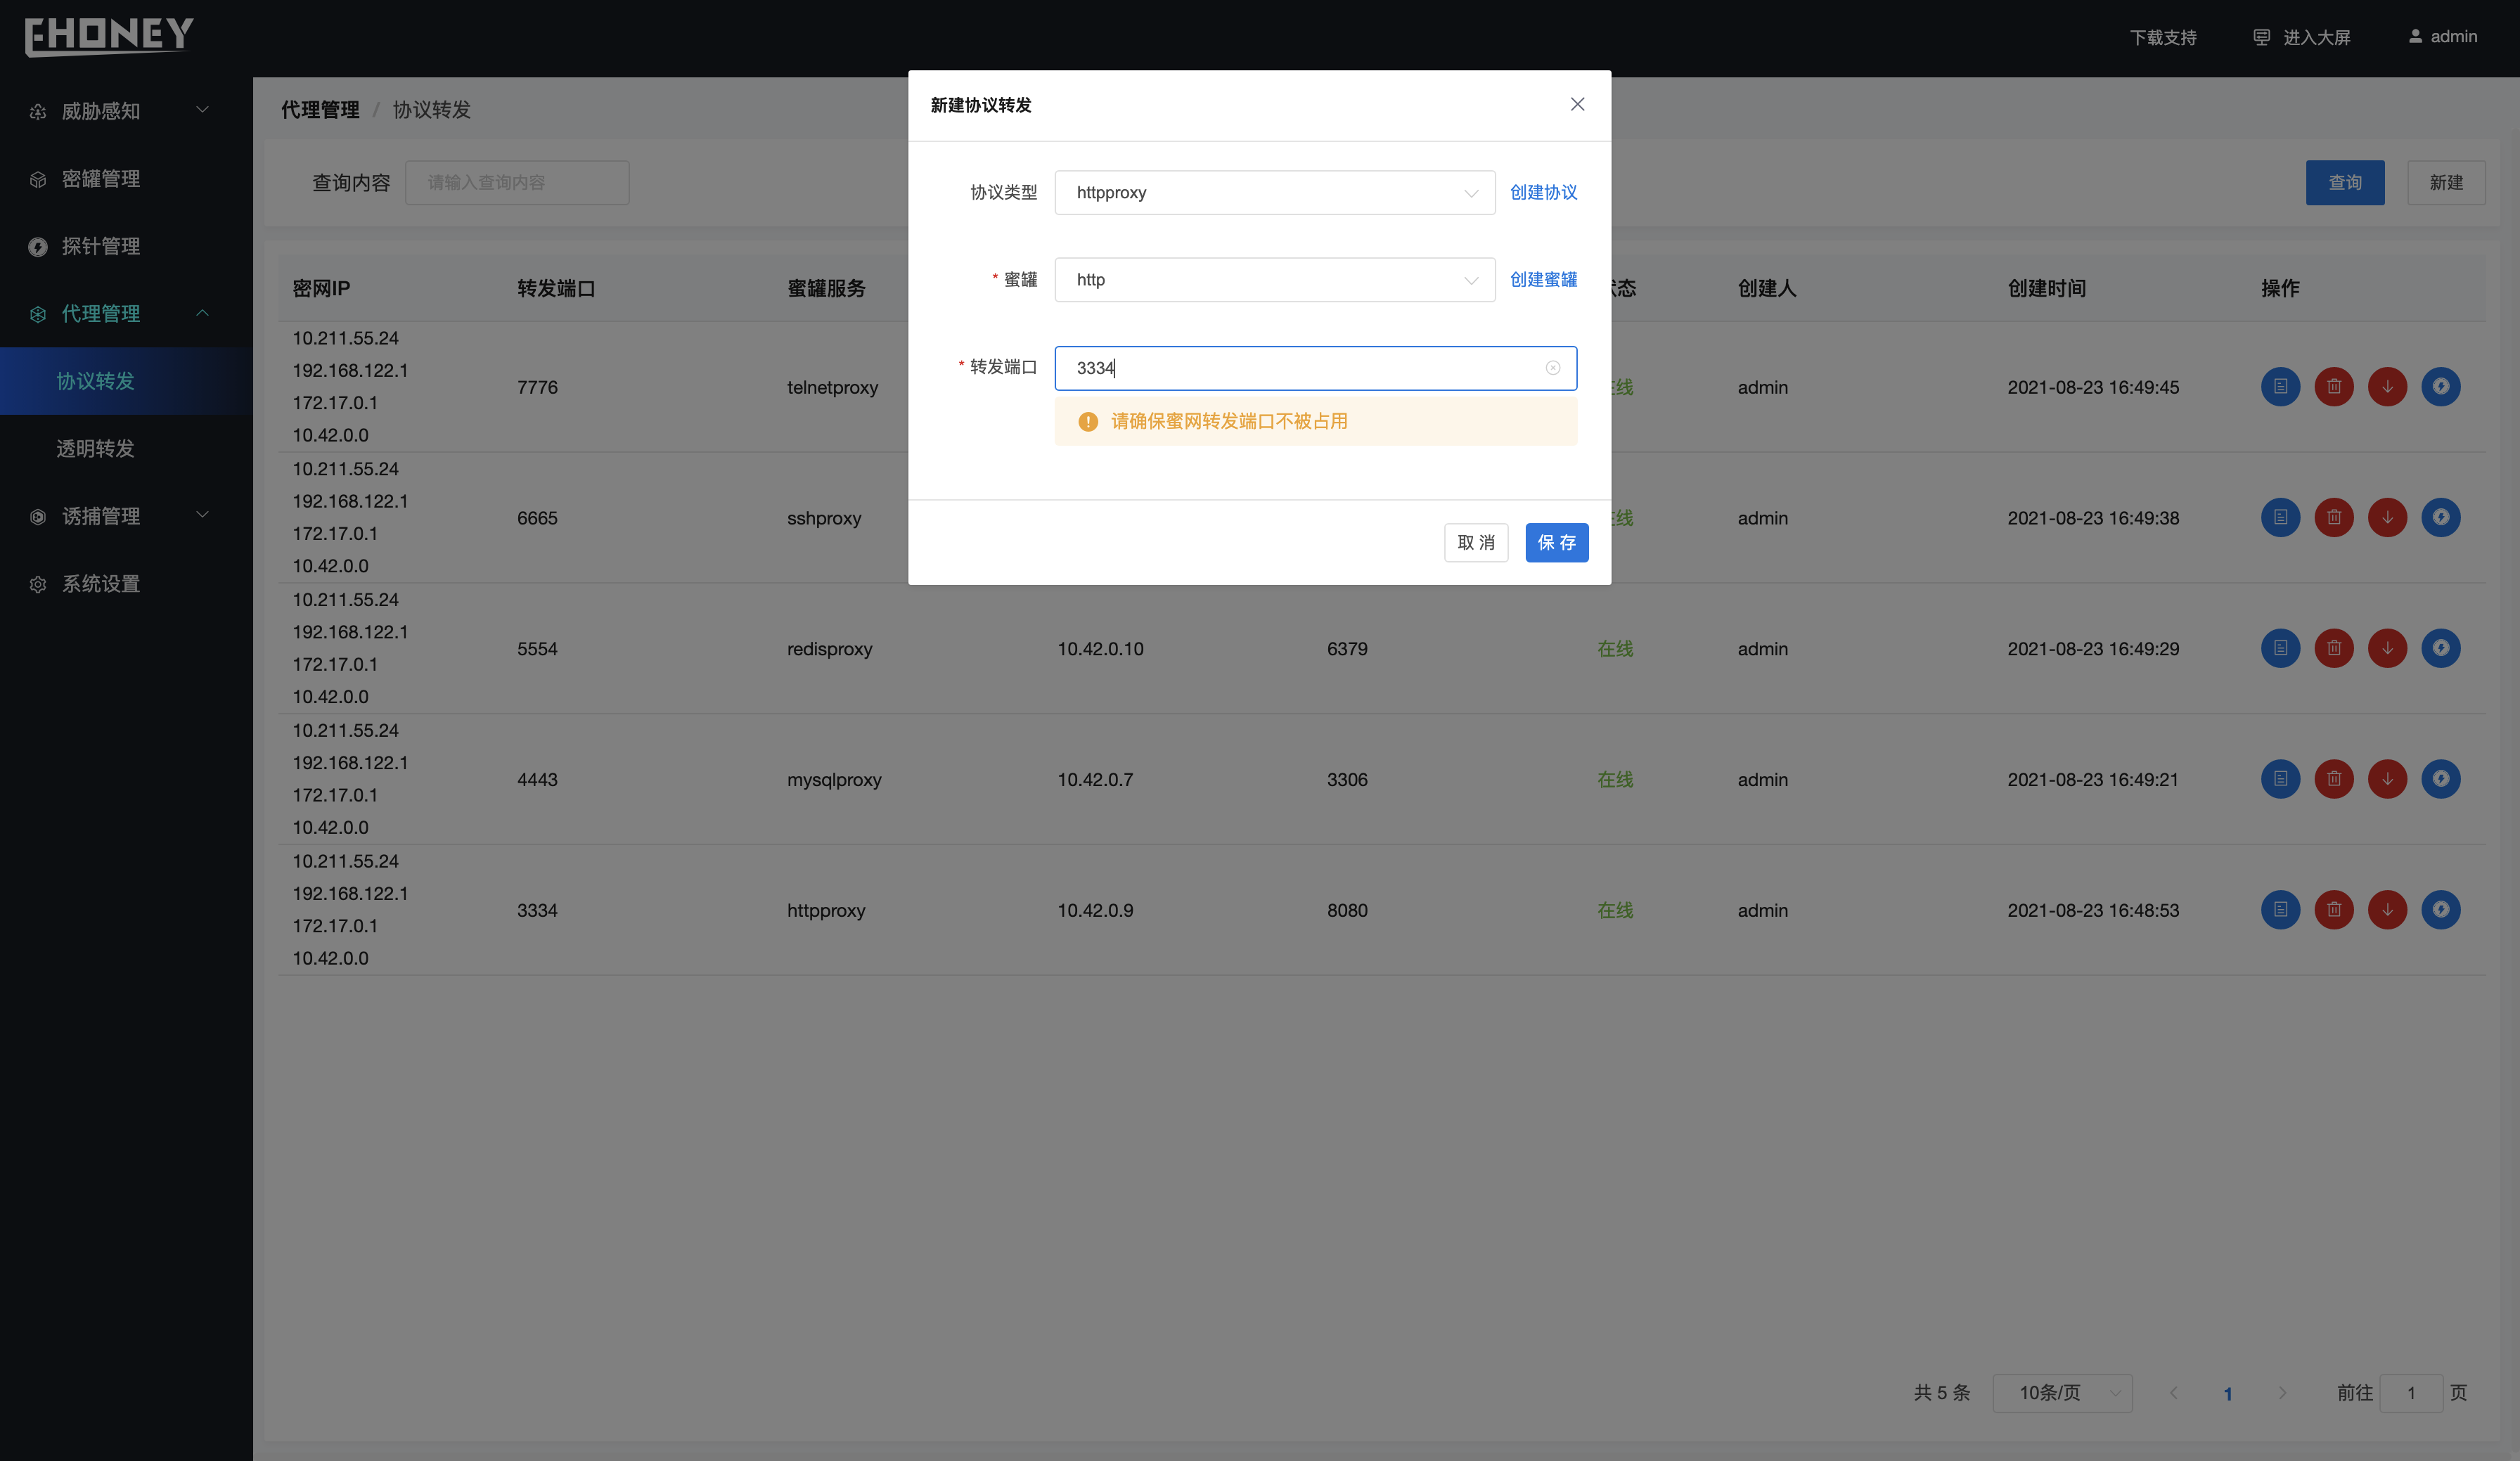 EHONEY
下载支持
进入大屏
admin
威胁感知
密罐管理
探针管理
代理管理
协议转发
透明转发
诱捕管理
系统设置
代理管理 / 协议转发
查询内容 请输入查询内容
查询 新建
密网IP 转发端口 蜜罐服务 态 创建人 创建时间 操作
10.211.55.24
192.168.122.1
172.17.0.1
10.42.0.0
7776 telnetproxy 线 admin 2021-08-23 16:49:45
10.211.55.24
192.168.122.1
172.17.0.1
10.42.0.0
6665 sshproxy 线 admin 2021-08-23 16:49:38
10.211.55.24
192.168.122.1
172.17.0.1
10.42.0.0
5554 redisproxy 10.42.0.10 6379 在线 admin 2021-08-23 16:49:29
10.211.55.24
192.168.122.1
172.17.0.1
10.42.0.0
4443 mysqlproxy 10.42.0.7 3306 在线 admin 2021-08-23 16:49:21
10.211.55.24
192.168.122.1
172.17.0.1
10.42.0.0
3334 httpproxy 10.42.0.9 8080 在线 admin 2021-08-23 16:48:53
共 5 条 10条/页 1 前往 1 页
新建协议转发
协议类型 httpproxy 创建协议
* 蜜罐 http 创建蜜罐
* 转发端口 3334
请确保蜜网转发端口不被占用
取 消 保 存